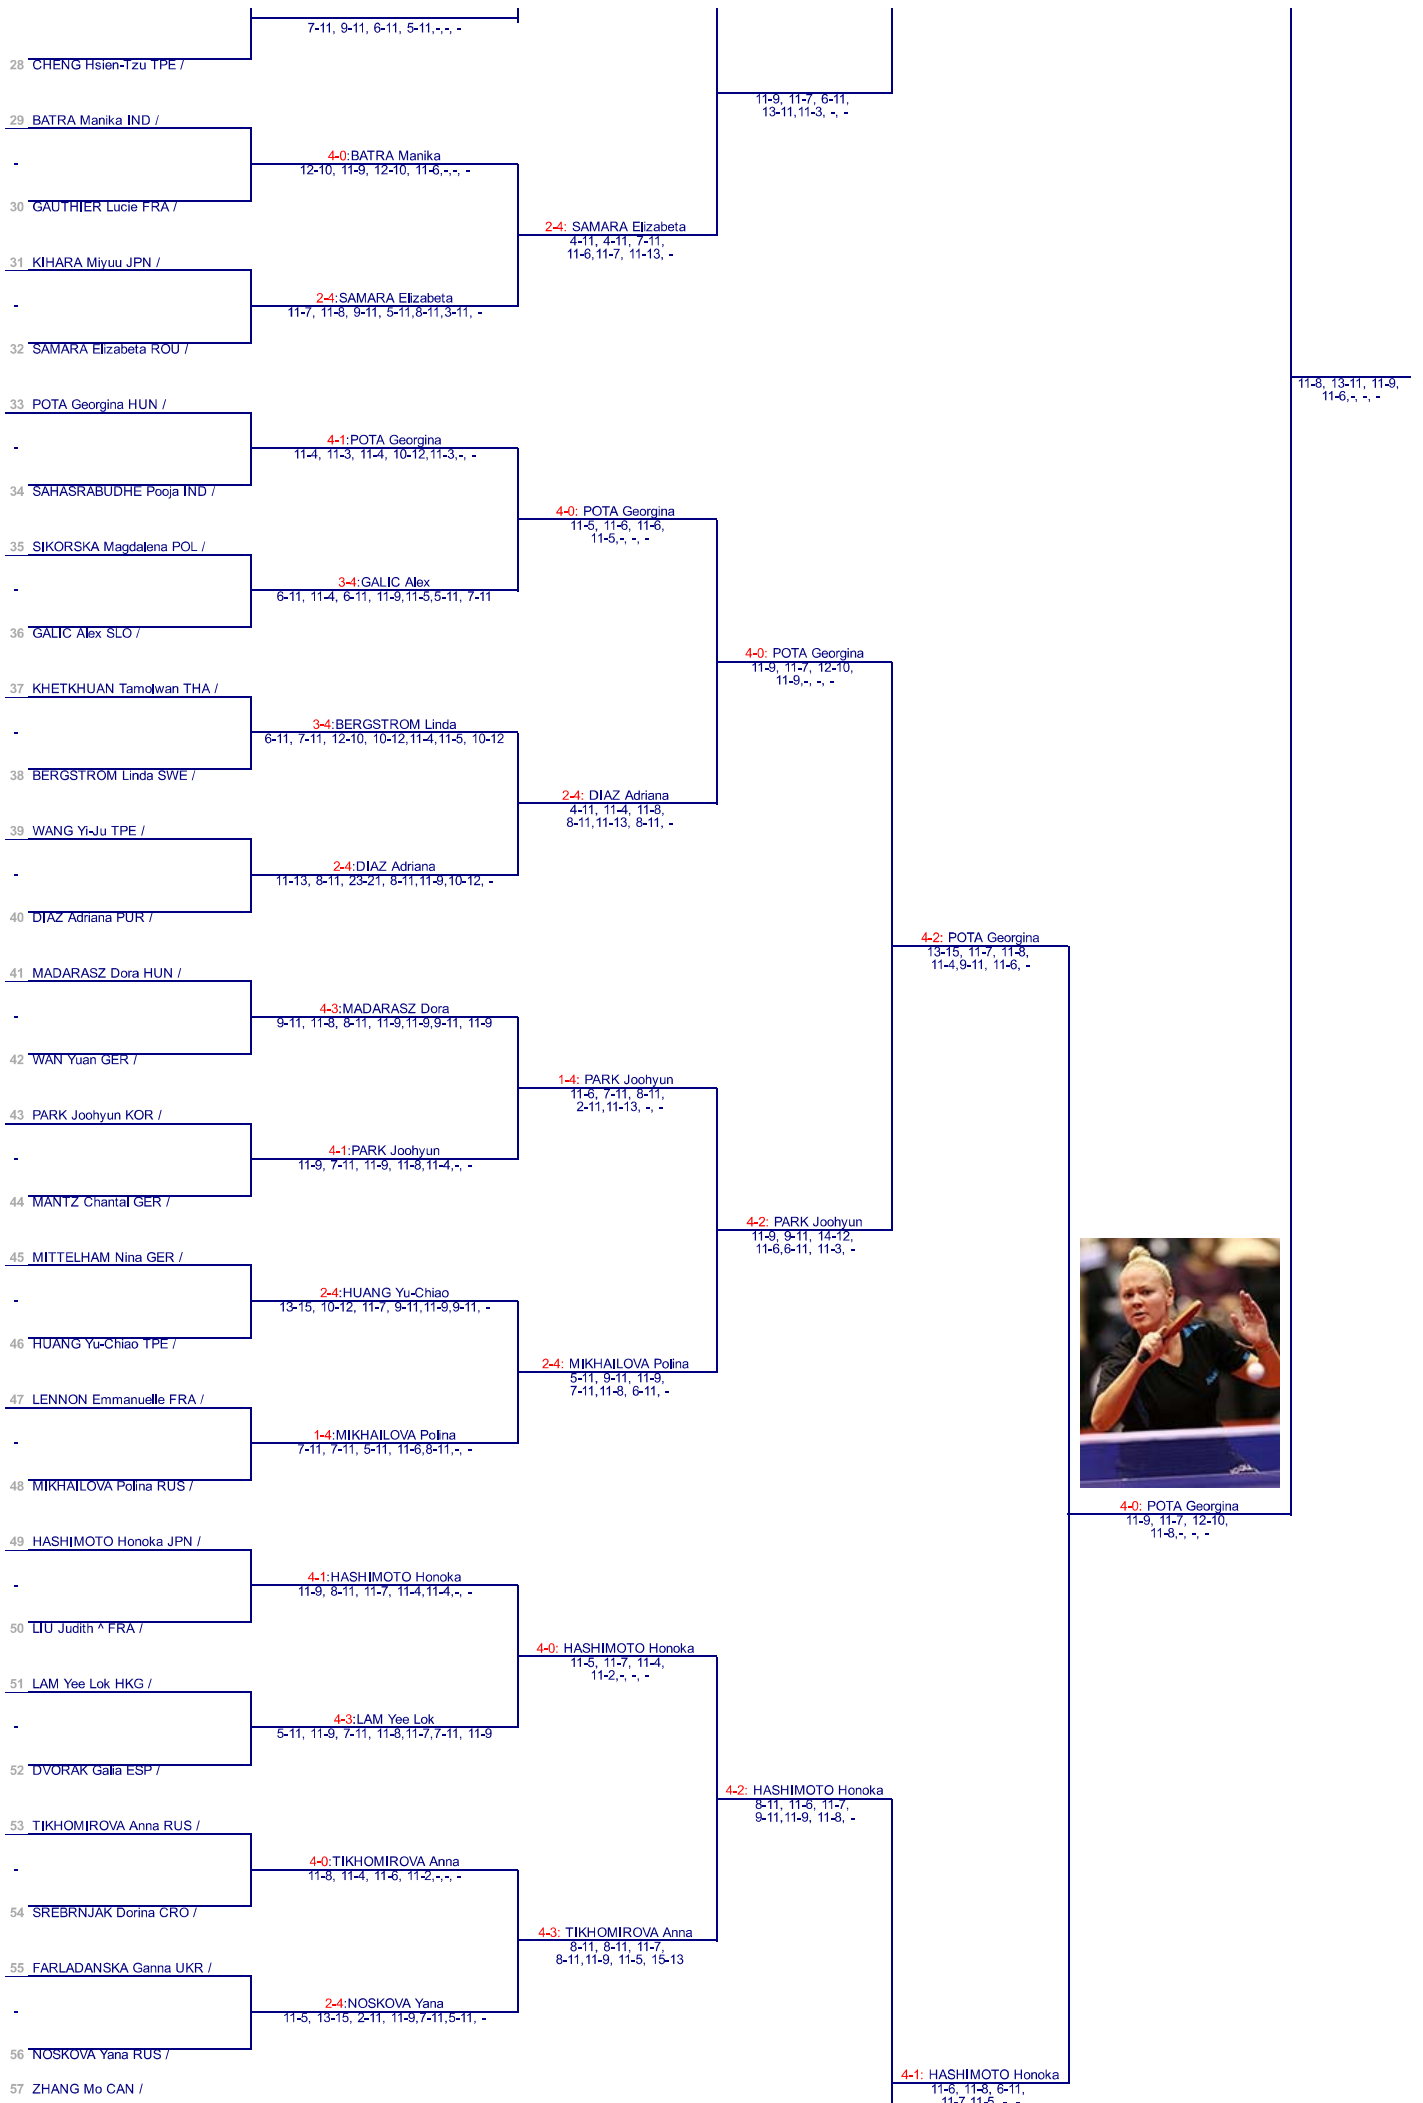 7-11, 9-11, 6-11, 5-11,-,-, -
28 CHENG Hsien-Tzu TPE /
11-9, 11-7, 6-11,
13-11,11-3, -, -
29 BATRA Manika IND /
-
4-0:BATRA Manika
12-10, 11-9, 12-10, 11-6,-,-, -
30 GAUTHIER Lucie FRA /
2-4: SAMARA Elizabeta
4-11, 4-11, 7-11,
11-6,11-7, 11-13, -
31 KIHARA Miyuu JPN /
-
2-4:SAMARA Elizabeta
11-7, 11-8, 9-11, 5-11,8-11,3-11, -
32 SAMARA Elizabeta ROU /
11-8, 13-11, 11-9,
11-6,-, -, -
33 POTA Georgina HUN /
-
4-1:POTA Georgina
11-4, 11-3, 11-4, 10-12,11-3,-, -
34 SAHASRABUDHE Pooja IND /
4-0: POTA Georgina
11-5, 11-6, 11-6,
11-5,-, -, -
35 SIKORSKA Magdalena POL /
-
3-4:GALIC Alex
6-11, 11-4, 6-11, 11-9,11-5,5-11, 7-11
36 GALIC Alex SLO /
4-0: POTA Georgina
11-9, 11-7, 12-10,
11-9,-, -, -
37 KHETKHUAN Tamolwan THA /
-
3-4:BERGSTROM Linda
6-11, 7-11, 12-10, 10-12,11-4,11-5, 10-12
38 BERGSTROM Linda SWE /
2-4: DIAZ Adriana
4-11, 11-4, 11-8,
8-11,11-13, 8-11, -
39 WANG Yi-Ju TPE /
-
2-4:DIAZ Adriana
11-13, 8-11, 23-21, 8-11,11-9,10-12, -
40 DIAZ Adriana PUR /
4-2: POTA Georgina
13-15, 11-7, 11-8,
11-4,9-11, 11-6, -
41 MADARASZ Dora HUN /
-
4-3:MADARASZ Dora
9-11, 11-8, 8-11, 11-9,11-9,9-11, 11-9
42 WAN Yuan GER /
1-4: PARK Joohyun
11-6, 7-11, 8-11,
2-11,11-13, -, -
43 PARK Joohyun KOR /
-
4-1:PARK Joohyun
11-9, 7-11, 11-9, 11-8,11-4,-, -
44 MANTZ Chantal GER /
4-2: PARK Joohyun
11-9, 9-11, 14-12,
11-6,6-11, 11-3, -
45 MITTELHAM Nina GER /
-
2-4:HUANG Yu-Chiao
13-15, 10-12, 11-7, 9-11,11-9,9-11, -
46 HUANG Yu-Chiao TPE /
2-4: MIKHAILOVA Polina
5-11, 9-11, 11-9,
7-11,11-8, 6-11, -
47 LENNON Emmanuelle FRA /
-
1-4:MIKHAILOVA Polina
7-11, 7-11, 5-11, 11-6,8-11,-, -
48 MIKHAILOVA Polina RUS /
4-0: POTA Georgina
11-9, 11-7, 12-10,
11-8,-, -, -
49 HASHIMOTO Honoka JPN /
-
4-1:HASHIMOTO Honoka
11-9, 8-11, 11-7, 11-4,11-4,-, -
50 LIU Judith ^ FRA /
4-0: HASHIMOTO Honoka
11-5, 11-7, 11-4,
11-2,-, -, -
51 LAM Yee Lok HKG /
-
4-3:LAM Yee Lok
5-11, 11-9, 7-11, 11-8,11-7,7-11, 11-9
52 DVORAK Galia ESP /
4-2: HASHIMOTO Honoka
8-11, 11-6, 11-7,
9-11,11-9, 11-8, -
53 TIKHOMIROVA Anna RUS /
-
4-0:TIKHOMIROVA Anna
11-8, 11-4, 11-6, 11-2,-,-, -
54 SREBRNJAK Dorina CRO /
4-3: TIKHOMIROVA Anna
8-11, 8-11, 11-7,
8-11,11-9, 11-5, 15-13
55 FARLADANSKA Ganna UKR /
-
2-4:NOSKOVA Yana
11-5, 13-15, 2-11, 11-9,7-11,5-11, -
56 NOSKOVA Yana RUS /
4-1: HASHIMOTO Honoka
11-6, 11-8, 6-11,
11-7,11-5, -, -
57 ZHANG Mo CAN /